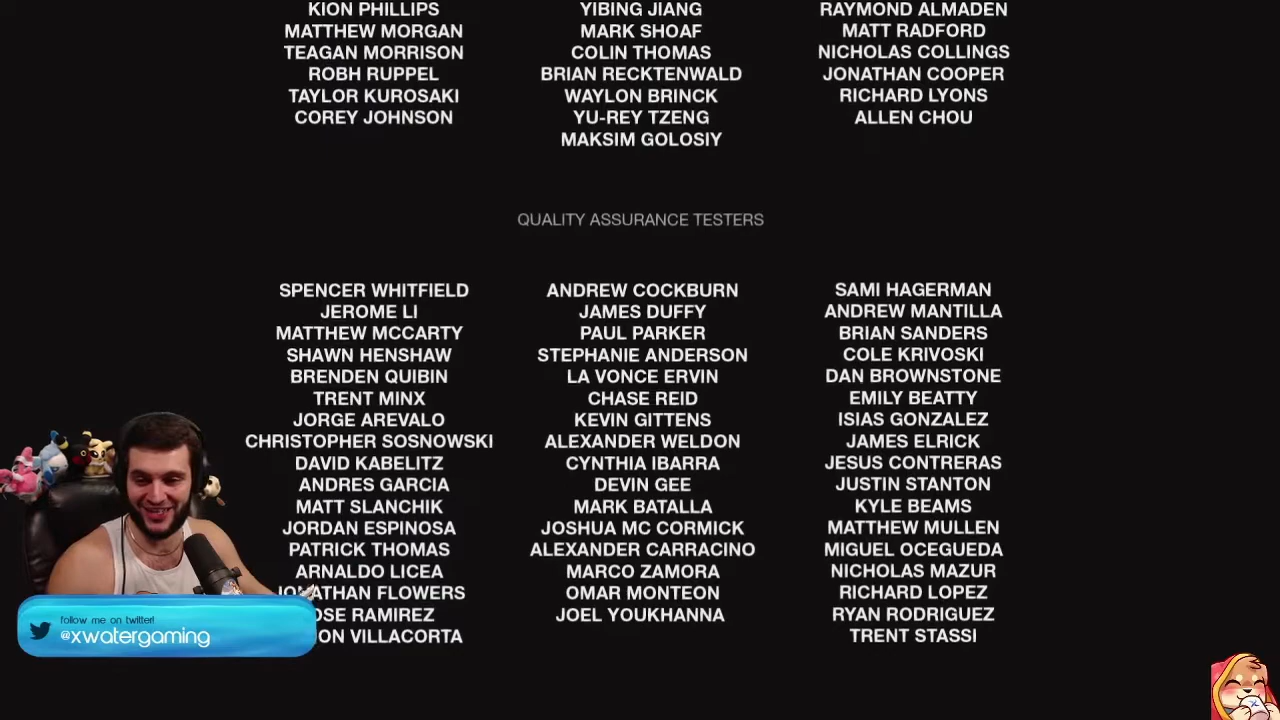 KION PHILLIPS
MATTHEW MORGAN
TEAGAN MORRISON
ROBH RUPPEL
TAYLOR KUROSAKI
COREY JOHNSON
YIBING JIANG
MARK SHOAF
COLIN THOMAS
BRIAN RECKTENWALD
WAYLON BRINCK
YU-REY TZENG
MAKSIM GOLOSIY
RAYMOND ALMADEN
MATT RADFORD
NICHOLAS COLLINGS
JONATHAN COOPER
RICHARD LYONS
ALLEN CHOU
QUALITY ASSURANCE TESTERS
SPENCER WHITFIELD
JEROME LI
MATTHEW MCCARTY
SHAWN HENSHAW
BRENDEN QUIBIN
TRENT MINX
JORGE AREVALO
CHRISTOPHER SOSNOWSKI
DAVID KABELITZ
ANDRES GARCIA
MATT SLANCHIK
JORDAN ESPINOSA
PATRICK THOMAS
ARNALDO LICEA
JONATHAN FLOWERS
RAMIREZ
VILLACORTA
ANDREW COCKBURN
JAMES DUFFY
PAUL PARKER
STEPHANIE ANDERSON
LA VONCE ERVIN
CHASE REID
KEVIN GITTENS
ALEXANDER WELDON
CYNTHIA IBARRA
DEVIN GEE
MARK BATALLA
JOSHUA MC CORMICK
ALEXANDER CARRACINO
MARCO ZAMORA
OMAR MONTEON
JOEL YOUKHANNA
SAMI HAGERMAN
ANDREW MANTILLA
BRIAN SANDERS
COLE KRIVOSKI
DAN BROWNSTONE
EMILY BEATTY
ISIAS GONZALEZ
JAMES ELRICK
JESUS CONTRERAS
JUSTIN STANTON
KYLE BEAMS
MATTHEW MULLEN
MIGUEL OCEGUEDA
NICHOLAS MAZUR
RICHARD LOPEZ
RYAN RODRIGUEZ
TRENT STASSI
follow me on twitter!
@xwatergaming